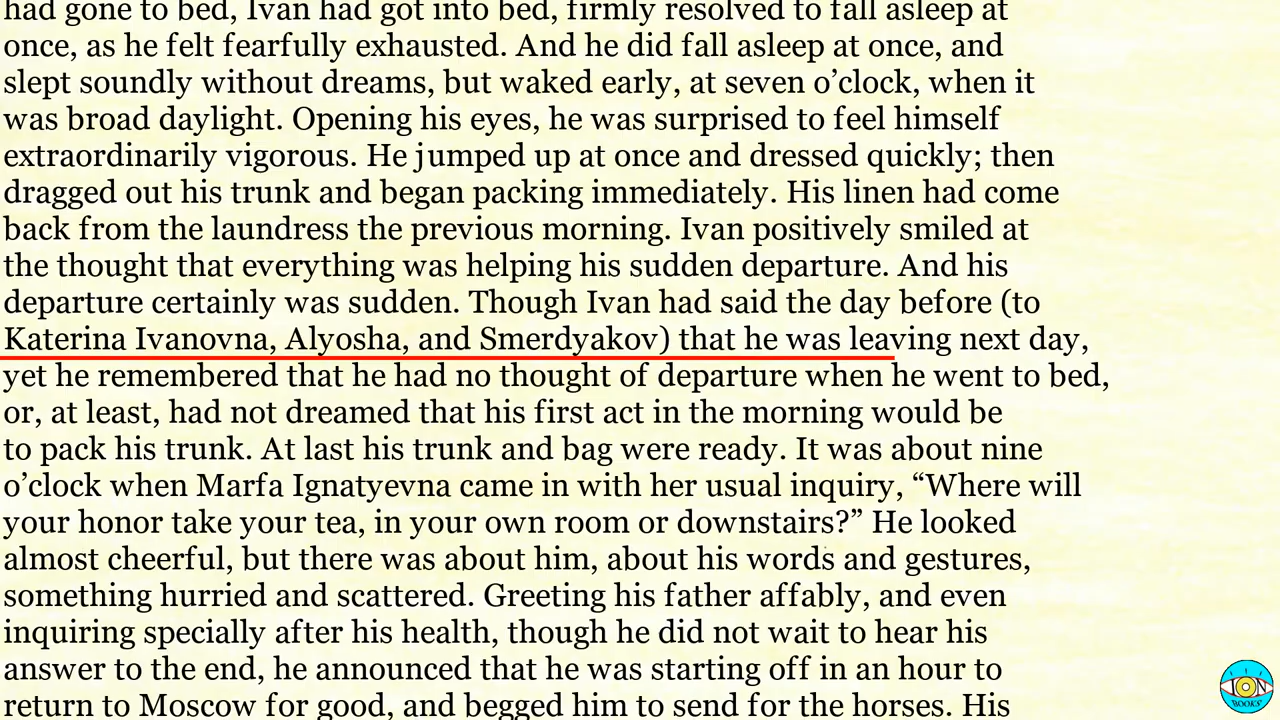 had gone to bed, Ivan had got into bed, firmly resolved to fall asleep at
once, as he felt fearfully exhausted. And he did fall asleep at once, and
slept soundly without dreams, but waked early, at seven o’clock, when it
was broad daylight. Opening his eyes, he was surprised to feel himself
extraordinarily vigorous. He jumped up at once and dressed quickly; then
dragged out his trunk and began packing immediately. His linen had come
back from the laundress the previous morning. Ivan positively smiled at
the thought that everything was helping his sudden departure. And his
departure certainly was sudden. Though Ivan had said the day before (to
Katerina Ivanovna, Alyosha, and Smerdyakov) that he was leaving next day,
yet he remembered that he had no thought of departure when he went to bed,
or, at least, had not dreamed that his first act in the morning would be
to pack his trunk. At last his trunk and bag were ready. It was about nine
o’clock when Marfa Ignatyevna came in with her usual inquiry, “Where will
your honor take your tea, in your own room or downstairs?” He looked
almost cheerful, but there was about him, about his words and gestures,
something hurried and scattered. Greeting his father affably, and even
inquiring specially after his health, though he did not wait to hear his
answer to the end, he announced that he was starting off in an hour to
return to Moscow for good, and begged him to send for the horses. His
ION
BOOKS